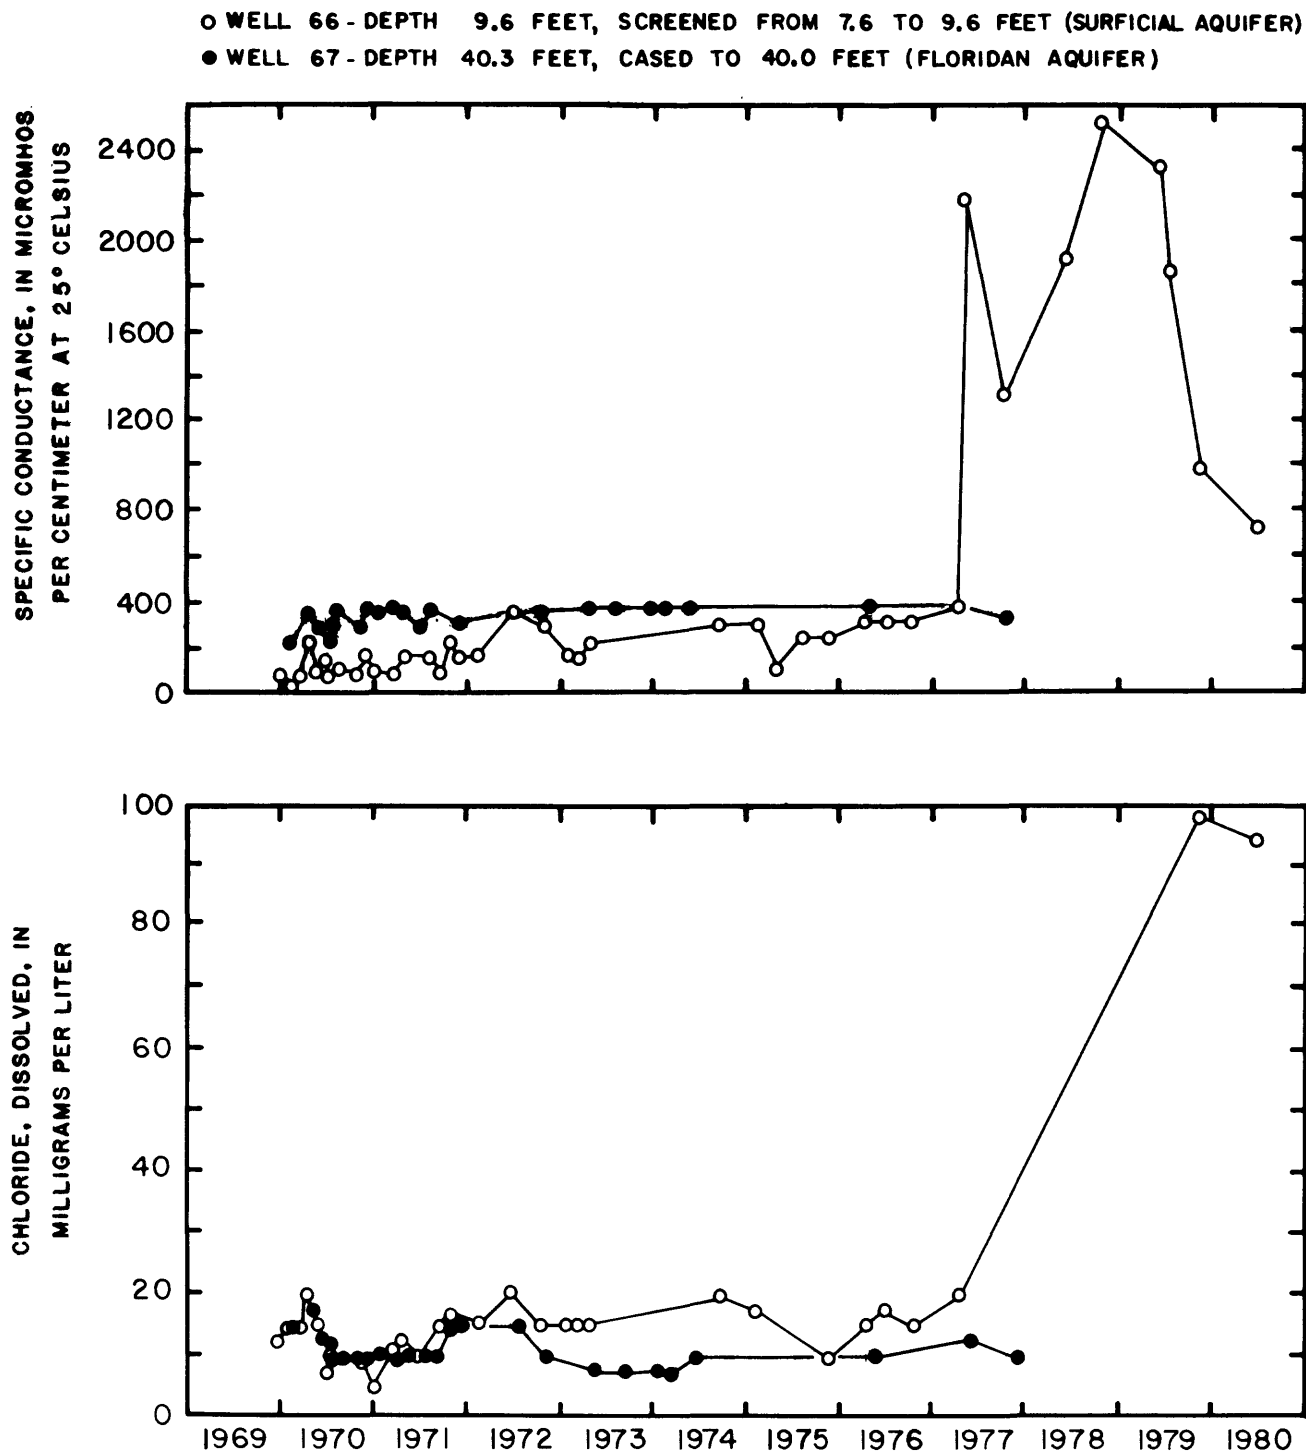 ○ WELL 66 - DEPTH 9.6 FEET, SCREENED FROM 7.6 TO 9.6 FEET (SURFICIAL AQUIFER)
● WELL 67 - DEPTH 40.3 FEET, CASED TO 40.0 FEET (FLORIDAN AQUIFER)
SPECIFIC CONDUCTANCE, IN MICROMHOS
PER CENTIMETER AT 25° CELSIUS
2400
2000
1600
1200
800
400
0
CHLORIDE, DISSOLVED, IN
MILLIGRAMS PER LITER
100
80
60
40
20
0
1969 1970 1971 1972 1973 1974 1975 1976 1977 1978 1979 1980